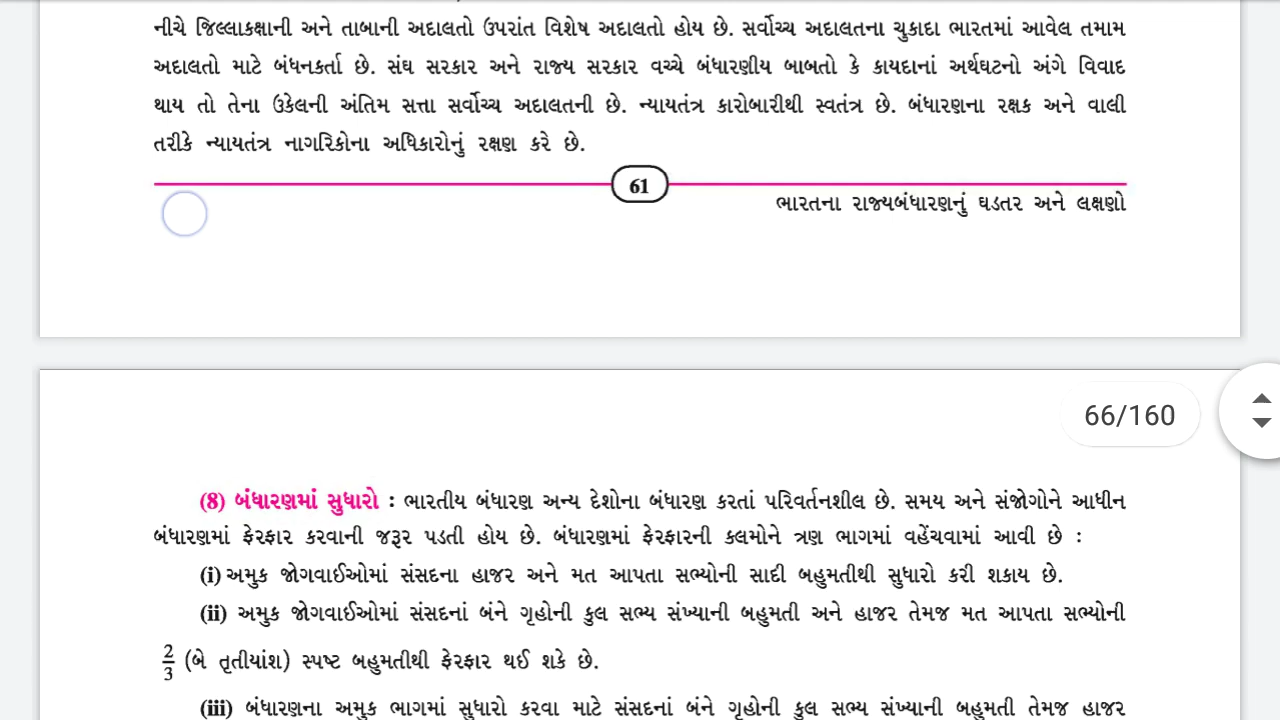 નીચે જિલ્લાકક્ષાની અને તાબાની અદાલતો ઉપરાંત વિશેષ અદાલતો હોય છે. સર્વોચ્ચ અદાલતના ચુકાદા ભારતમાં આવેલ તમામ
અદાલતો માટે બંધનકર્તા છે. સંઘ સરકાર અને રાજ્ય સરકાર વચ્ચે બંધારણીય બાબતો કે કાયદાનાં અર્થઘટનો અંગે વિવાદ
થાય તો તેના ઉકેલની અંતિમ સત્તા સર્વોચ્ચ અદાલતની છે. ન્યાયતંત્ર કારોબારીથી સ્વતંત્ર છે. બંધારણના રક્ષક અને વાલી
તરીકે ન્યાયતંત્ર નાગરિકોના અધિકારોનું રક્ષણ કરે છે.
61
ભારતના રાજ્યબંધારણનું ઘડતર અને લક્ષણો
66/160
(8) બંધારણમાં સુધારો : ભારતીય બંધારણ અન્ય દેશોના બંધારણ કરતાં પરિવર્તનશીલ છે. સમય અને સંજોગોને આધીન
બંધારણમાં ફેરફાર કરવાની જરૂર પડતી હોય છે. બંધારણમાં ફેરફારની કલમોને ત્રણ ભાગમાં વહેંચવામાં આવી છે :
(i) અમુક જોગવાઈઓમાં સંસદના હાજર અને મત આપતા સભ્યોની સાદી બહુમતીથી સુધારો કરી શકાય છે.
(ii) અમુક જોગવાઈઓમાં સંસદનાં બંને ગૃહોની કુલ સભ્ય સંખ્યાની બહુમતી અને હાજર તેમજ મત આપતા સભ્યોની
2/3 (બે તૃતીયાંશ) સ્પષ્ટ બહુમતીથી ફેરફાર થઈ શકે છે.
(iii) બંધારણના અમુક ભાગમાં સુધારો કરવા માટે સંસદનાં બંને ગૃહોની કુલ સભ્ય સંખ્યાની બહુમતી તેમજ હાજર